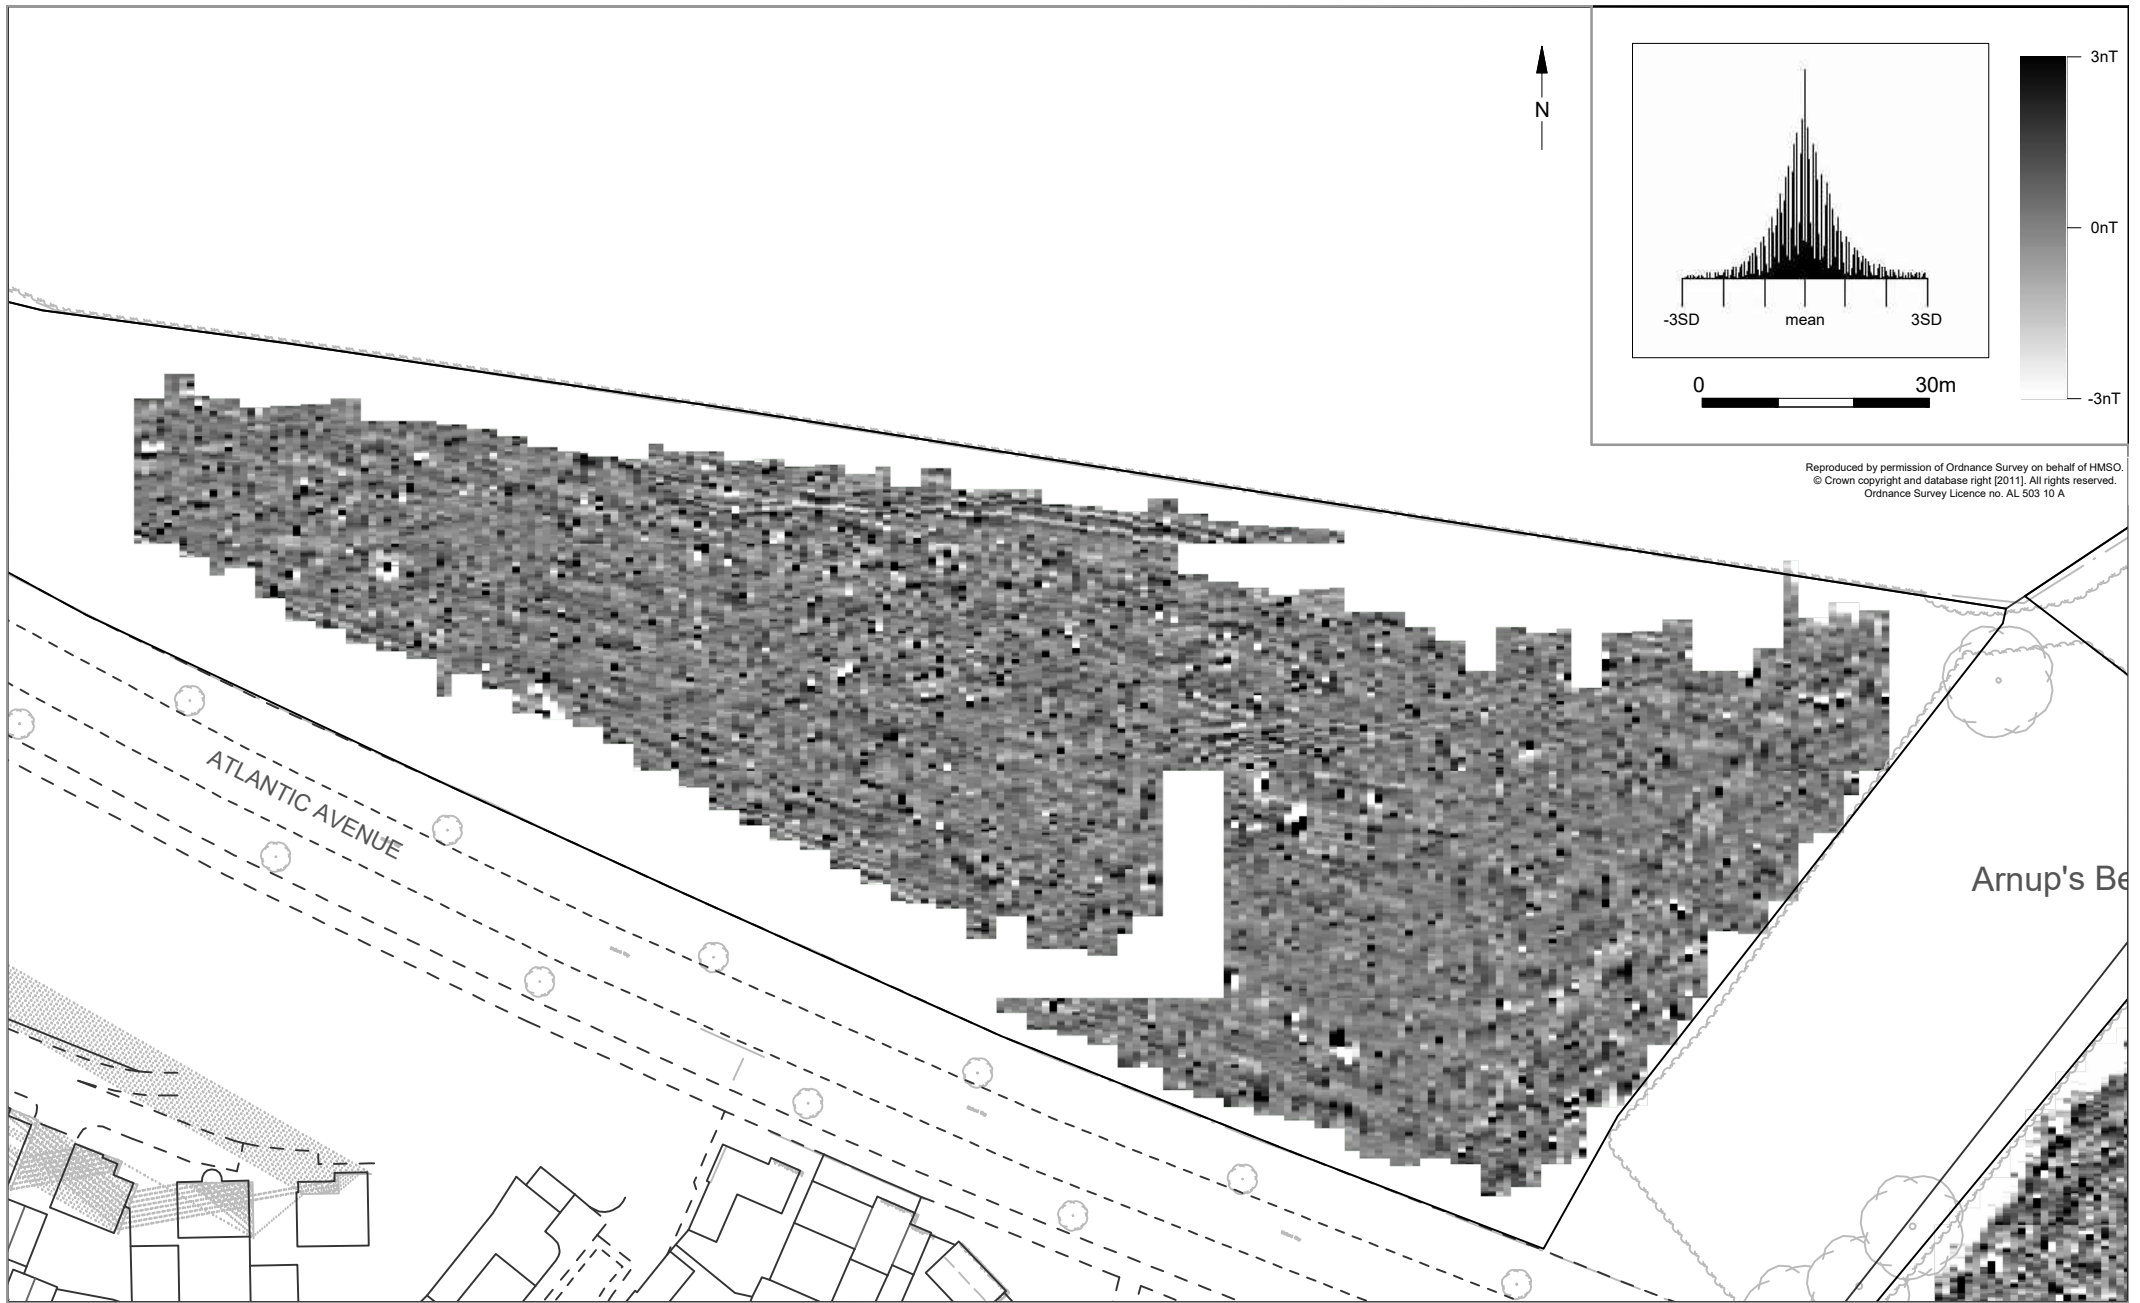 N
3nT
0nT
-3nT
-3SD
mean
3SD
0
30m
Reproduced by permission of Ordnance Survey on behalf of HMSO.
© Crown copyright and database right [2011]. All rights reserved.
Ordnance Survey Licence no. AL 503 10 A
ATLANTIC AVENUE
Arnup's Be